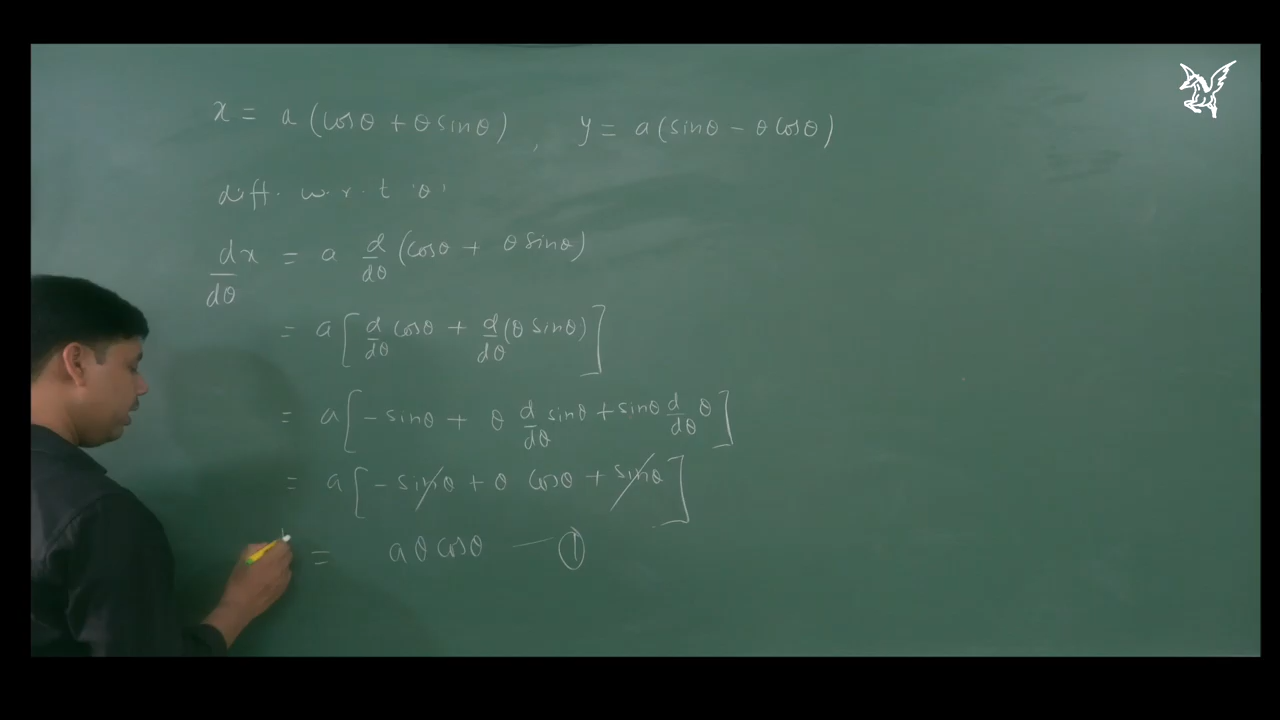 x = a (cosθ + θ sinθ) , y = a (sinθ - θ cosθ)
diff. w.r.t 'θ'
dx/dθ = a d/dθ (cosθ + θ sinθ)
= a [ d/dθ cosθ + d/dθ (θ sinθ) ]
= a [ - sinθ + θ d/dθ sinθ + sinθ d/dθ θ ]
= a [ - sinθ + θ cosθ + sinθ ]
= aθ cosθ — ①